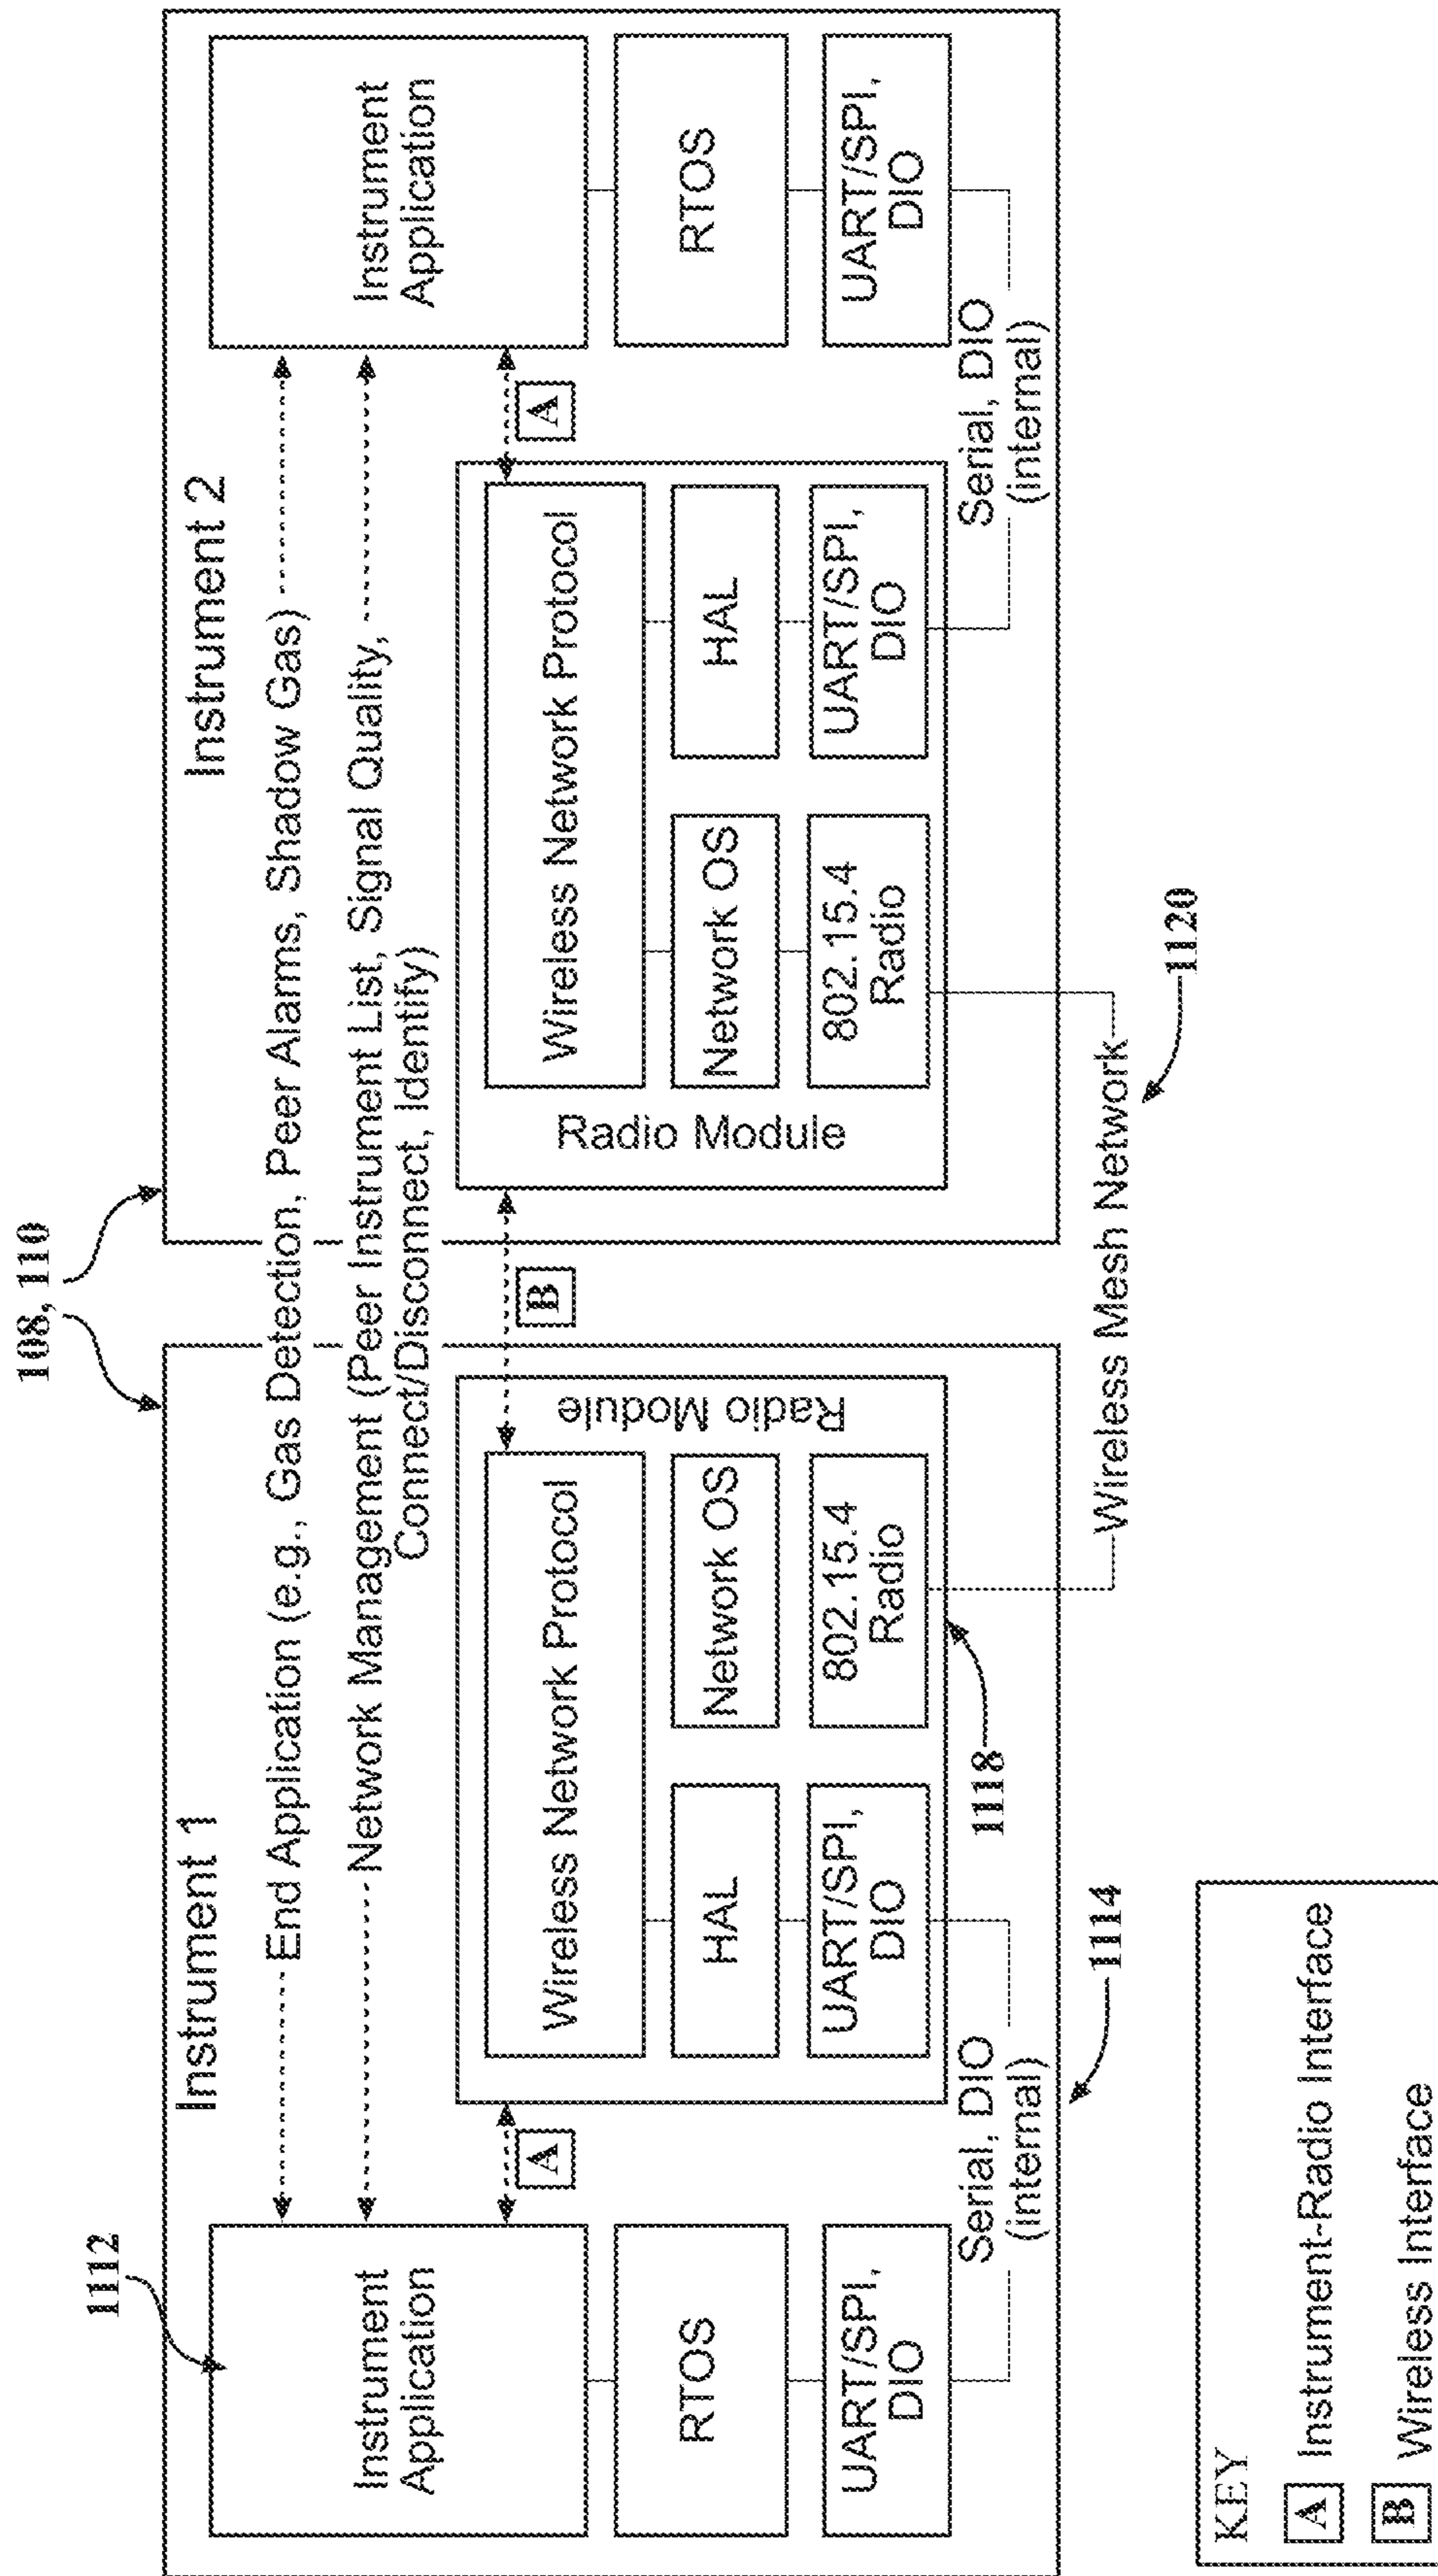 108, 110
Instrument 1
1112
End Application (e.g., Gas Detection, Peer Alarms, Shadow Gas)
Network Management (Peer Instrument List, Signal Quality,
Connect/Disconnect, Identify)
Instrument
Application
RTOS
UART/SPI,
DIO
A
Wireless Network Protocol
HAL
Network OS
UART/SPI,
DIO
802.15.4
Radio
Radio Module
Serial, DIO
(internal)
1114
1118
B
Instrument 2
Radio Module
Wireless Network Protocol
Network OS
HAL
802.15.4
Radio
UART/SPI,
DIO
A
Instrument
Application
RTOS
UART/SPI,
DIO
Serial, DIO
(internal)
Wireless Mesh Network
1120
KEY
A Instrument-Radio Interface
B Wireless Interface